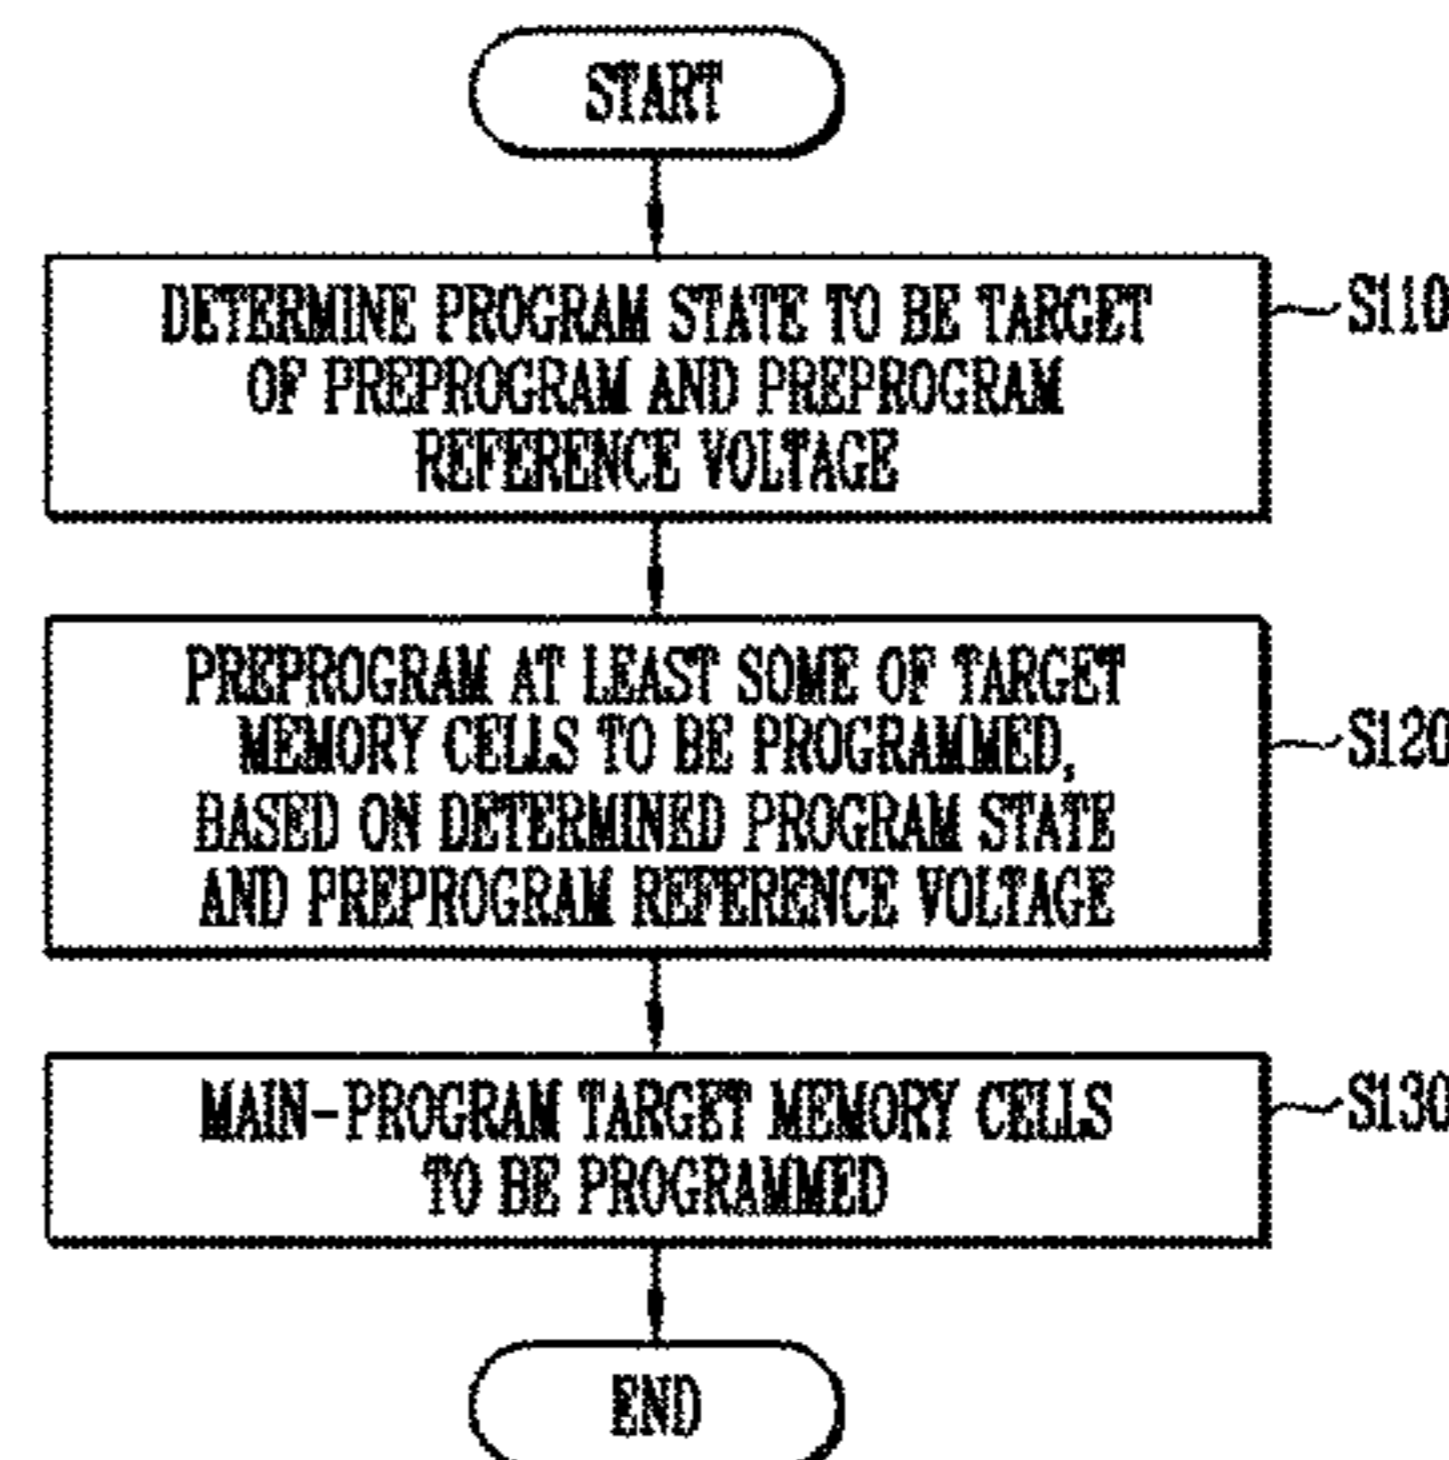 START
DETERMINE PROGRAM STATE TO BE TARGET
OF PREPROGRAM AND PREPROGRAM
REFERENCE VOLTAGE
S110
PREPROGRAM AT LEAST SOME OF TARGET
MEMORY CELLS TO BE PROGRAMMED,
BASED ON DETERMINED PROGRAM STATE
AND PREPROGRAM REFERENCE VOLTAGE
S120
MAIN-PROGRAM TARGET MEMORY CELLS
TO BE PROGRAMMED
S130
END